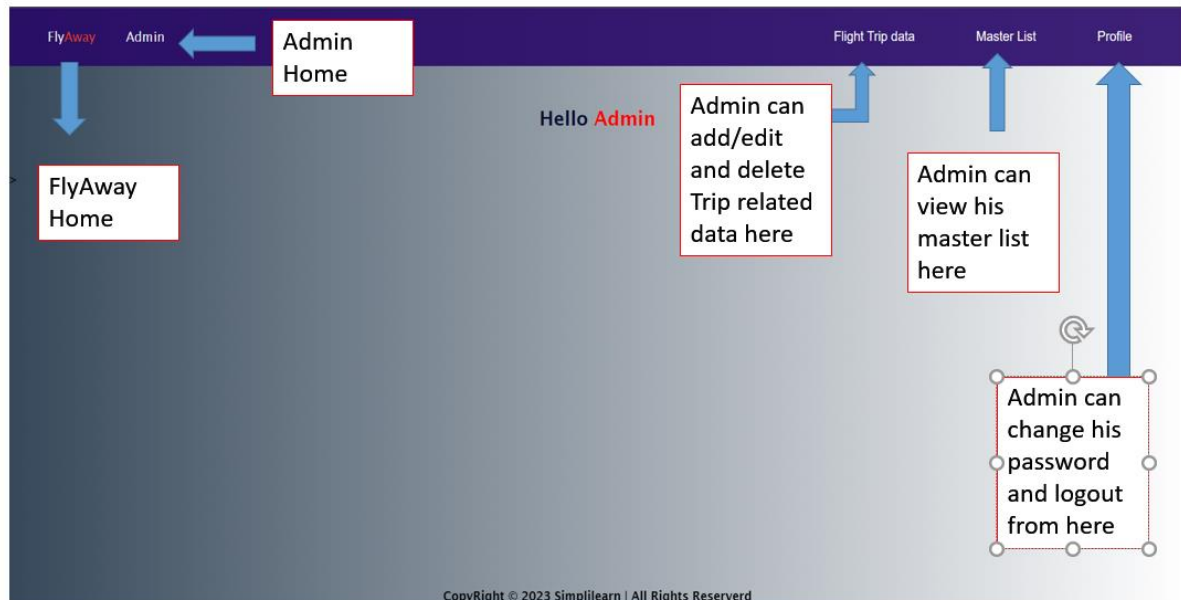 FlyAway Admin
Admin
Home
Flight Trip data Master List Profile
Hello Admin
FlyAway
Home
Admin can
add/edit
and delete
Trip related
data here
Admin can
view his
master list
here
Admin can
change his
password
and logout
from here
>
CopyRight © 2023 Simplilearn | All Rights Reserverd